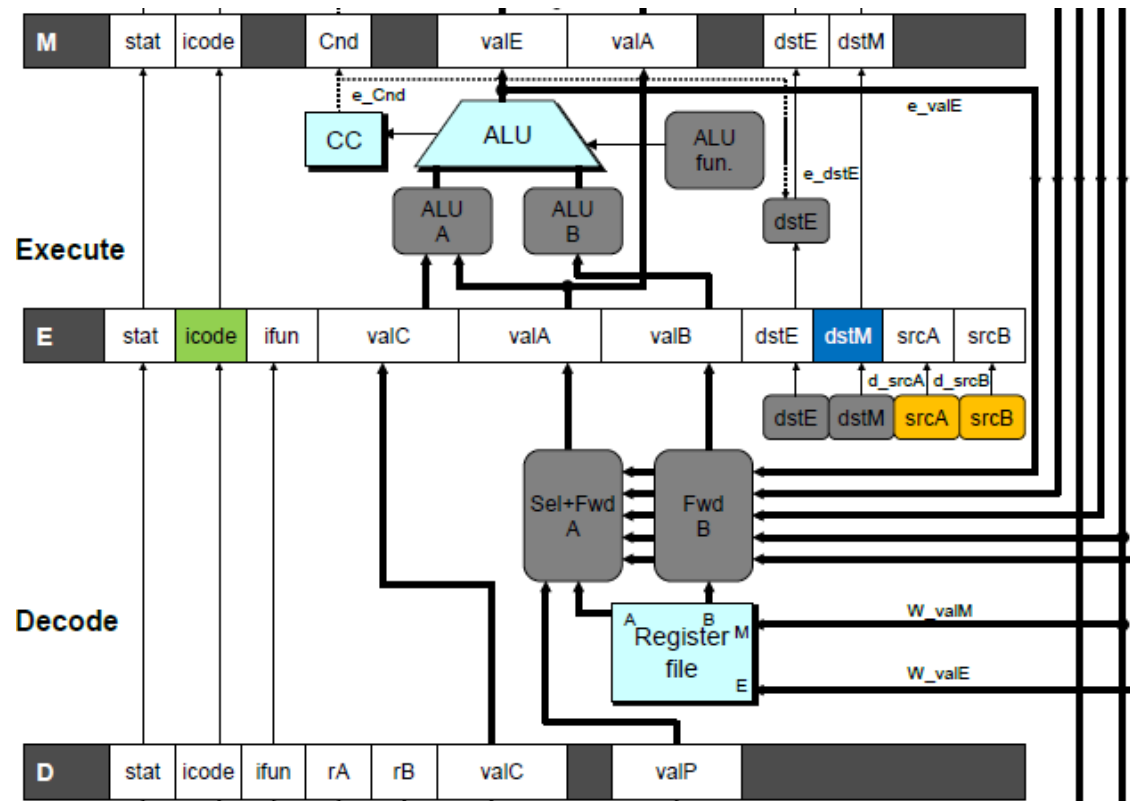 M stat icode Cnd valE valA dstE dstM
e_Cnd
e_valE
CC
ALU
ALU
fun.
e_dstE
ALU
A
ALU
B
dstE
Execute
E stat icode ifun valC valA valB dstE dstM srcA srcB
d_srcA d_srcB
dstE dstM srcA srcB
Sel+Fwd
A
Fwd
B
Decode
A B
Register M
file
E
W_valM
W_valE
D stat icode ifun rA rB valC valP